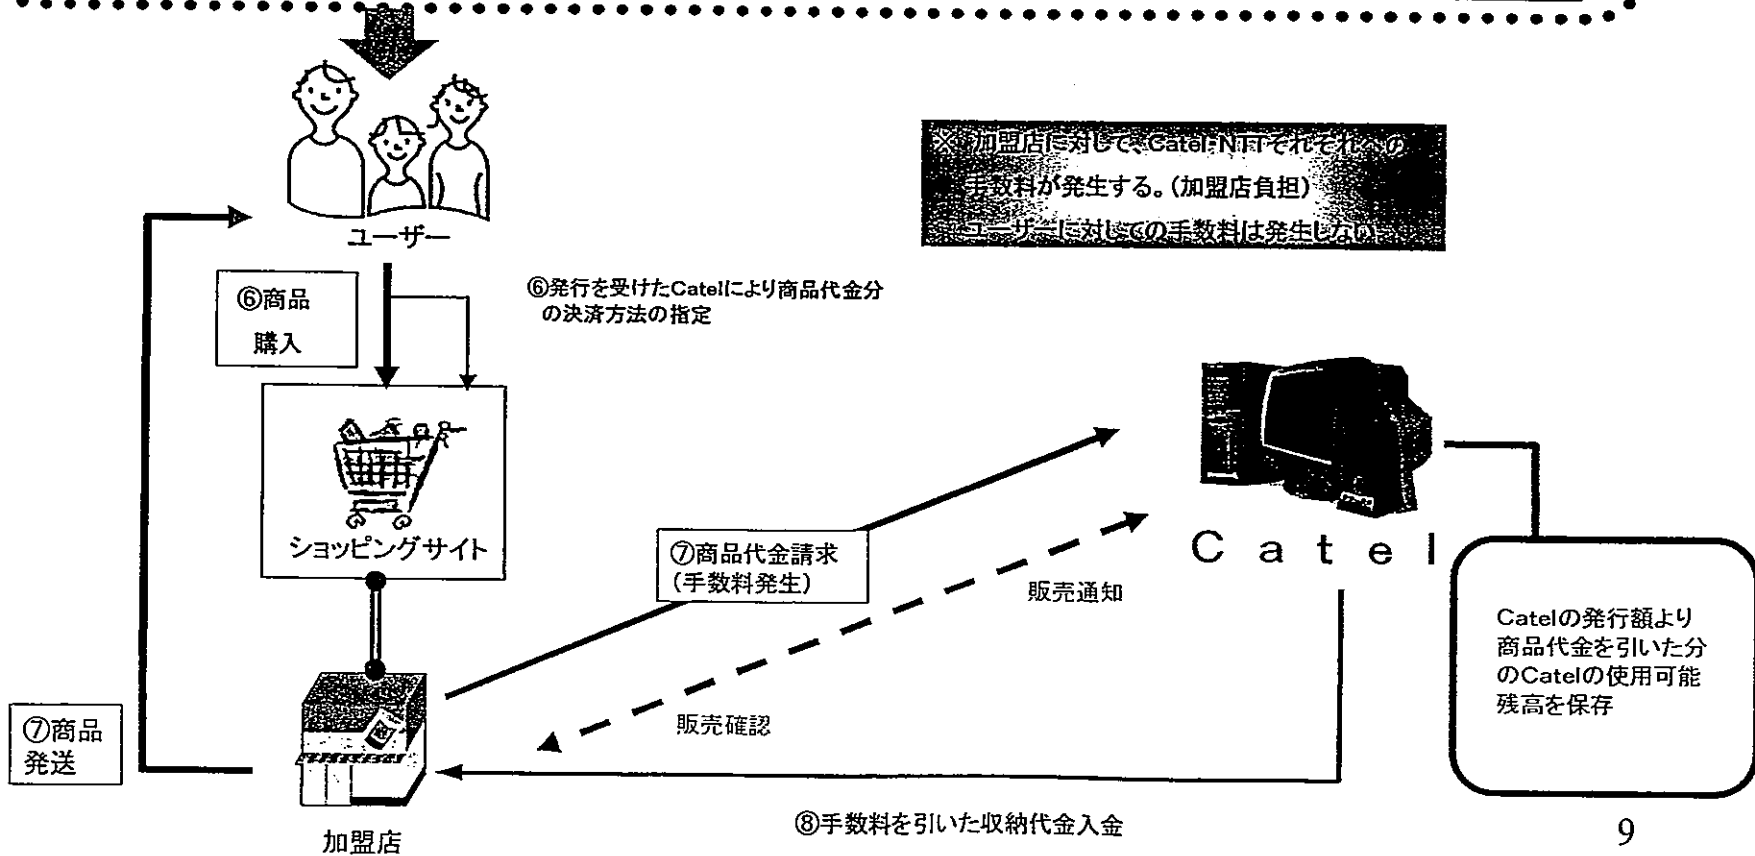 ※ 加盟店に対して、Catel・NTTそれぞれへの
手数料が発生する。(加盟店負担)
ユーザーに対しての手数料は発生しない
ユーザー
⑥商品
購入
⑥発行を受けたCatelにより商品代金分
の決済方法の指定
ショッピングサイト
⑦商品代金請求
(手数料発生)
Catel
販売通知
販売確認
Catelの発行額より
商品代金を引いた分
のCatelの使用可能
残高を保存
⑦商品
発送
加盟店
⑧手数料を引いた収納代金入金
9